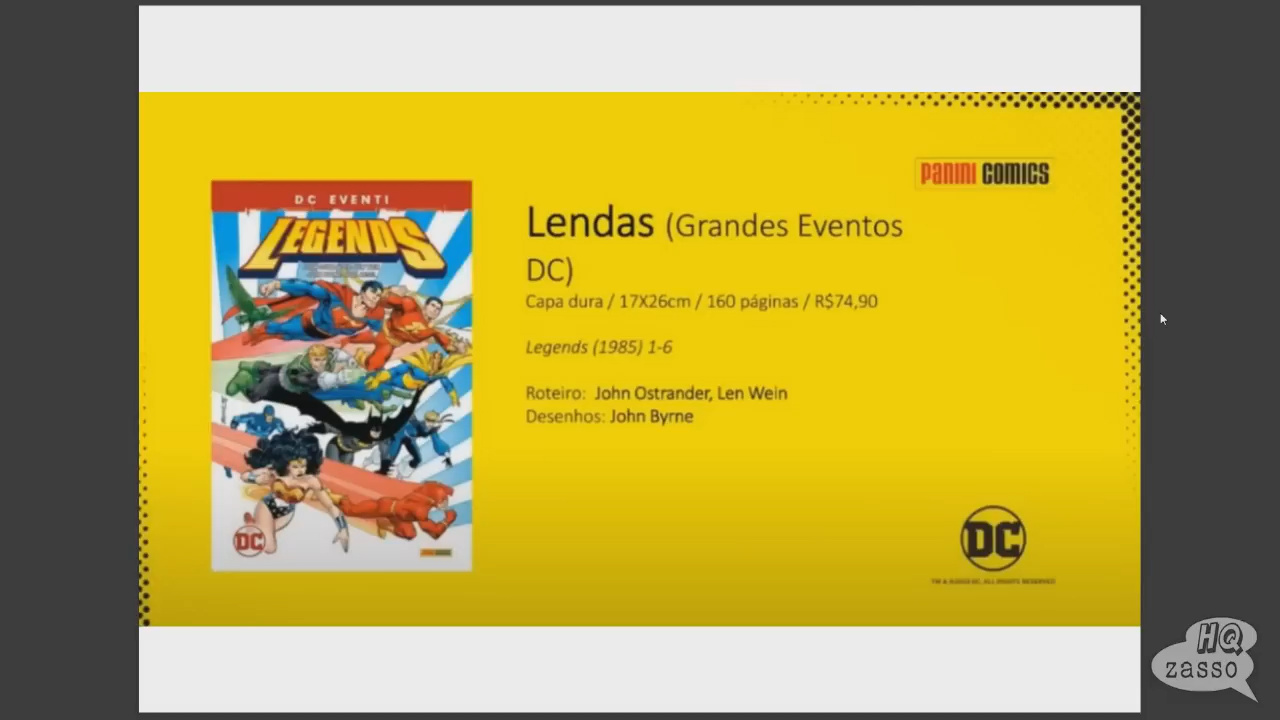 PANINI COMICS
DC EVENTI
LEGENDS
Lendas (Grandes Eventos
DC)
Capa dura / 17X26cm / 160 páginas / R$74,90
Legends (1985) 1-6
Roteiro: John Ostrander, Len Wein
Desenhos: John Byrne
DC
DC
HQ
zasso